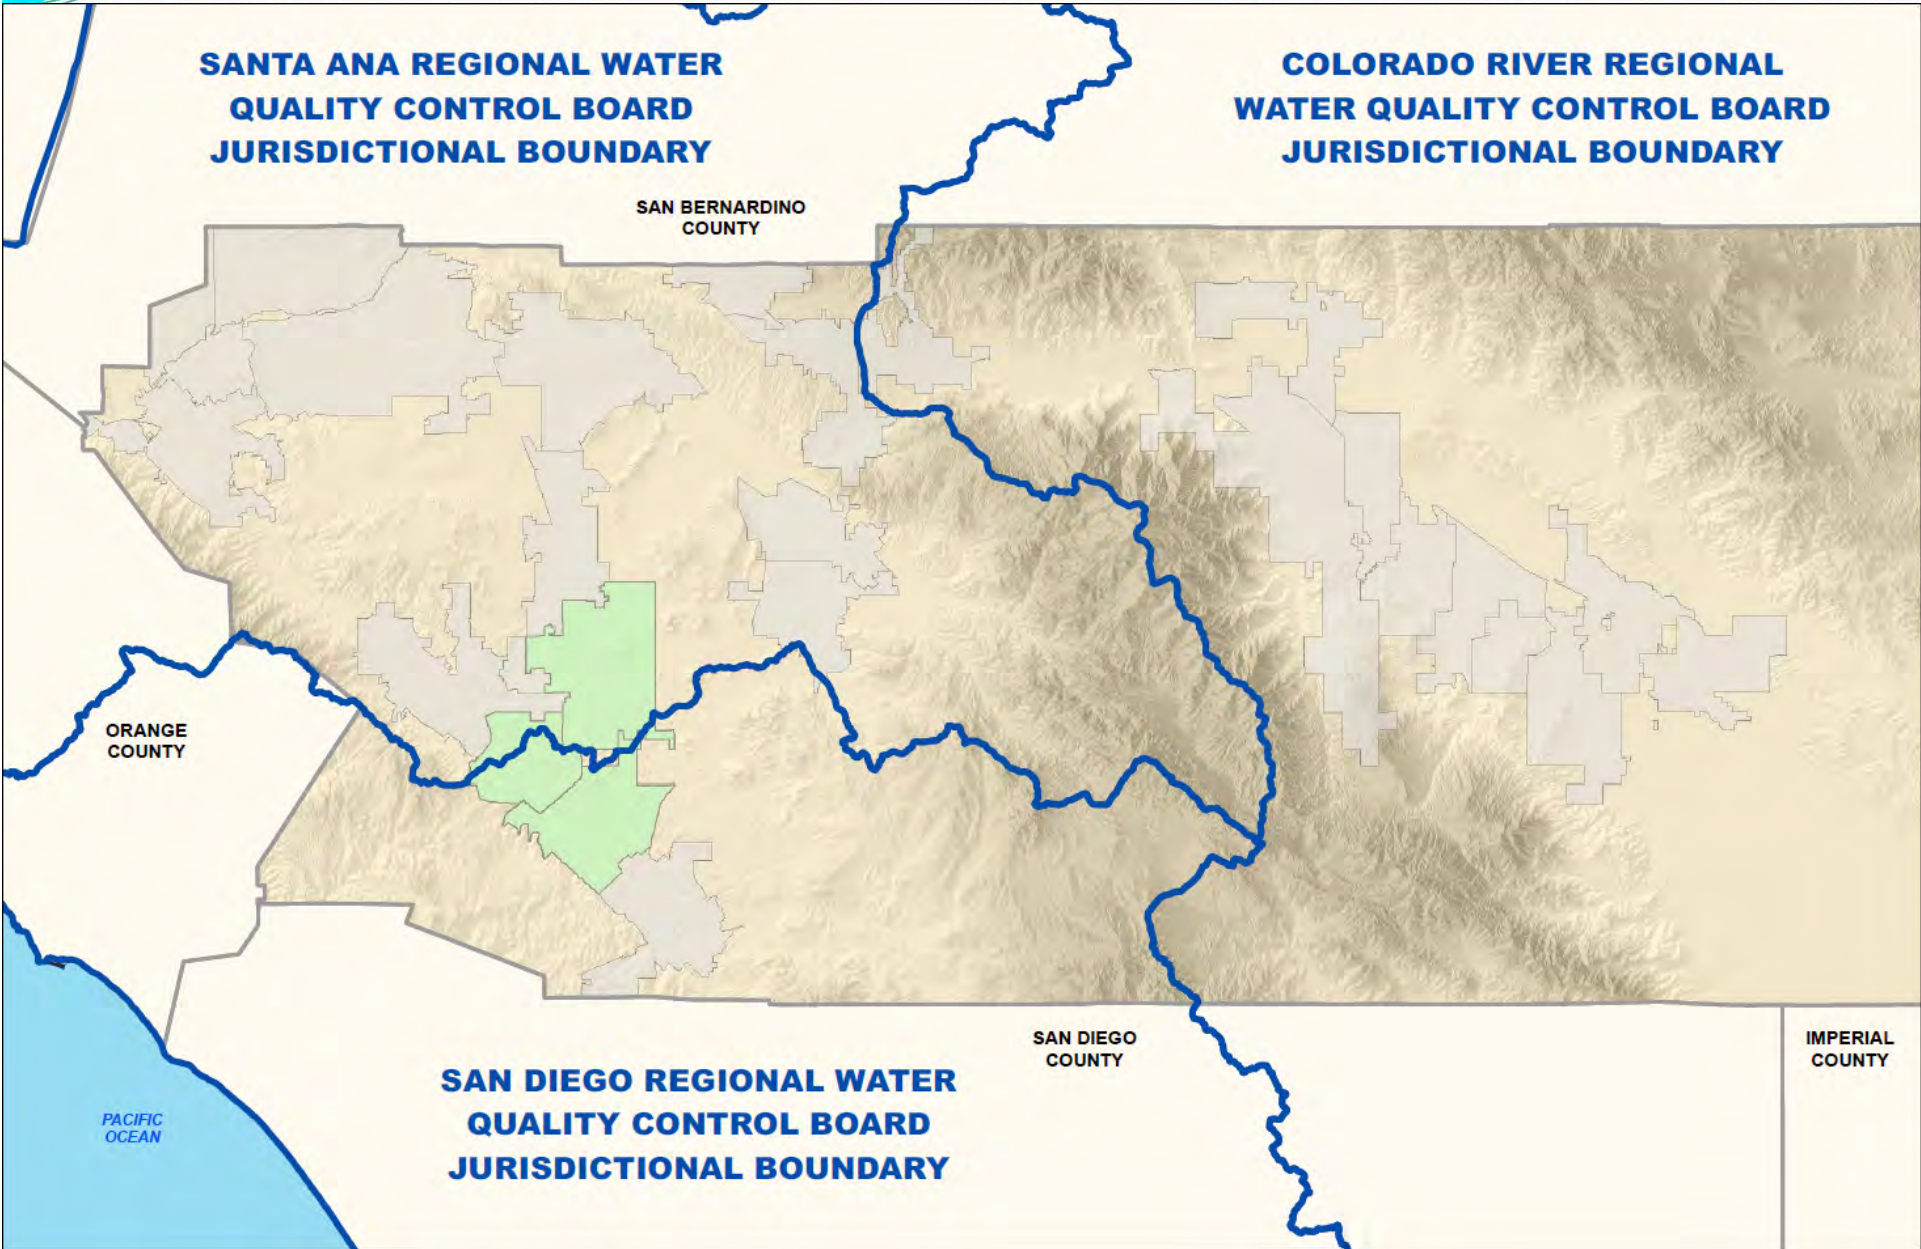 SANTA ANA REGIONAL WATER
QUALITY CONTROL BOARD
JURISDICTIONAL BOUNDARY
COLORADO RIVER REGIONAL
WATER QUALITY CONTROL BOARD
JURISDICTIONAL BOUNDARY
SAN BERNARDINO
COUNTY
ORANGE
COUNTY
SAN DIEGO
COUNTY
IMPERIAL
COUNTY
SAN DIEGO REGIONAL WATER
QUALITY CONTROL BOARD
JURISDICTIONAL BOUNDARY
PACIFIC
OCEAN